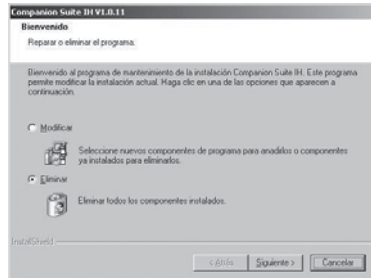 Companion Suite IH V1.0.11
Bienvenido
Reparar o eliminar el programa.
Bienvenido al programa de mantenimiento de la instalación Companion Suite IH. Este programa
permite modificar la instalación actual. Haga clic en una de las opciones que aparecen a
continuación.
Modificar
Seleccione nuevos componentes de programa para añadirlos o componentes
ya instalados para eliminarlos.
Eliminar
Eliminar todos los componentes instalados.
InstallShield
< Atrás
Siguiente >
Cancelar